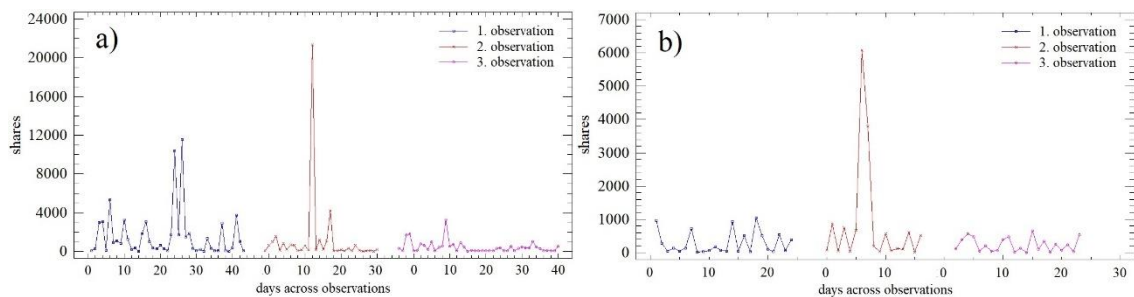 a)
24000
20000
16000
12000
8000
4000
0
shares
1. observation
2. observation
3. observation
0 10 20 30 40 0 10 20 30 0 10 20 30 40
days across observations
b)
7000
6000
5000
4000
3000
2000
1000
0
shares
1. observation
2. observation
3. observation
0 10 20 0 10 0 10 20 30
days across observations